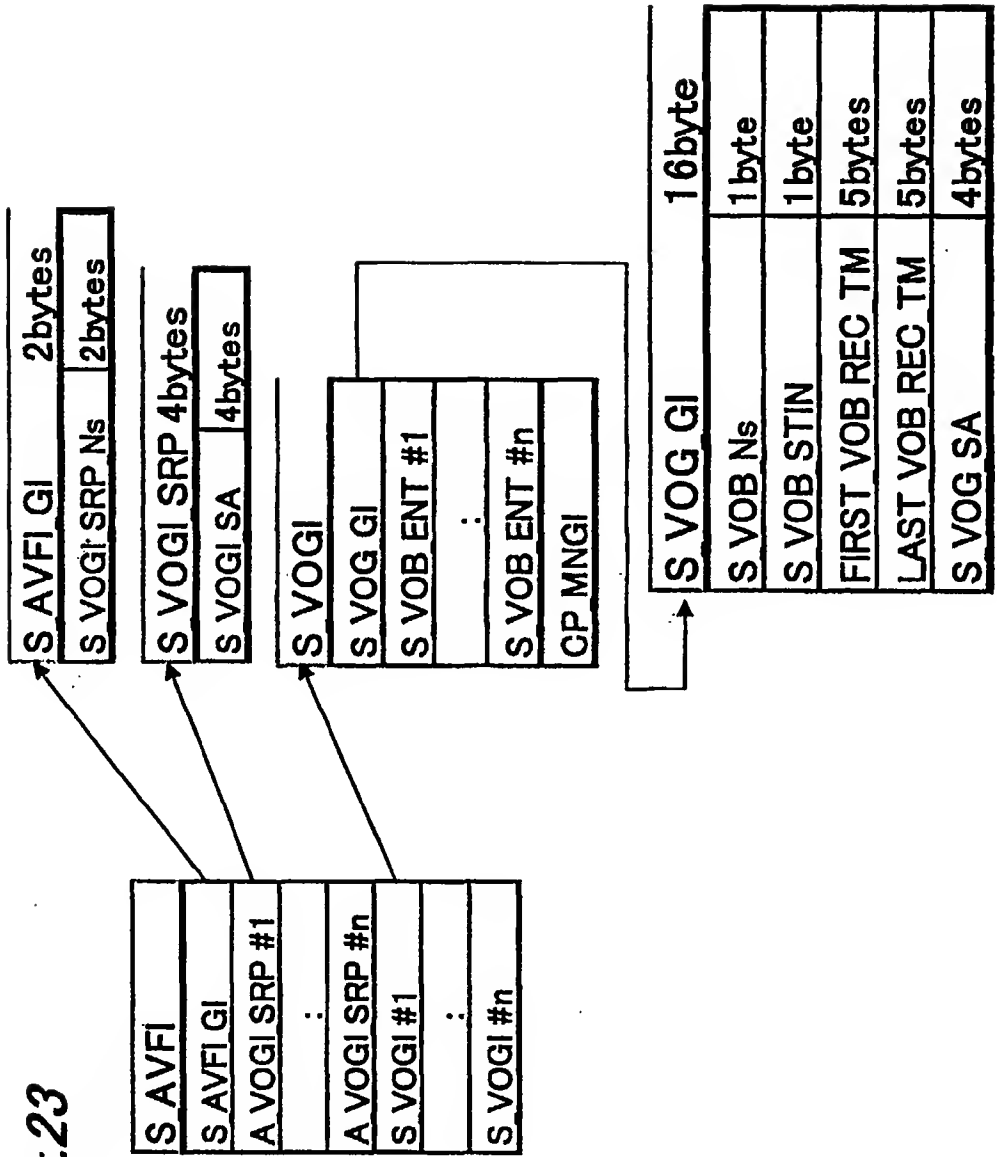 .23
S AVFI
S AVFI GI
A VOGI SRP #1
:
A VOGI SRP #n
S VOGI #1
:
S VOGI #n
S AVFI GI 2bytes
S VOGI SRP Ns 2bytes
S VOGI SRP 4bytes
S VOGI SA 4bytes
S VOGI
S VOG GI
S VOB ENT #1
:
S VOB ENT #n
CP MNGI
S VOG GI 16byte
S VOB Ns 1byte
S VOB STIN 1byte
FIRST VOB REC TM 5bytes
LAST VOB REC TM 5bytes
S VOG SA 4bytes